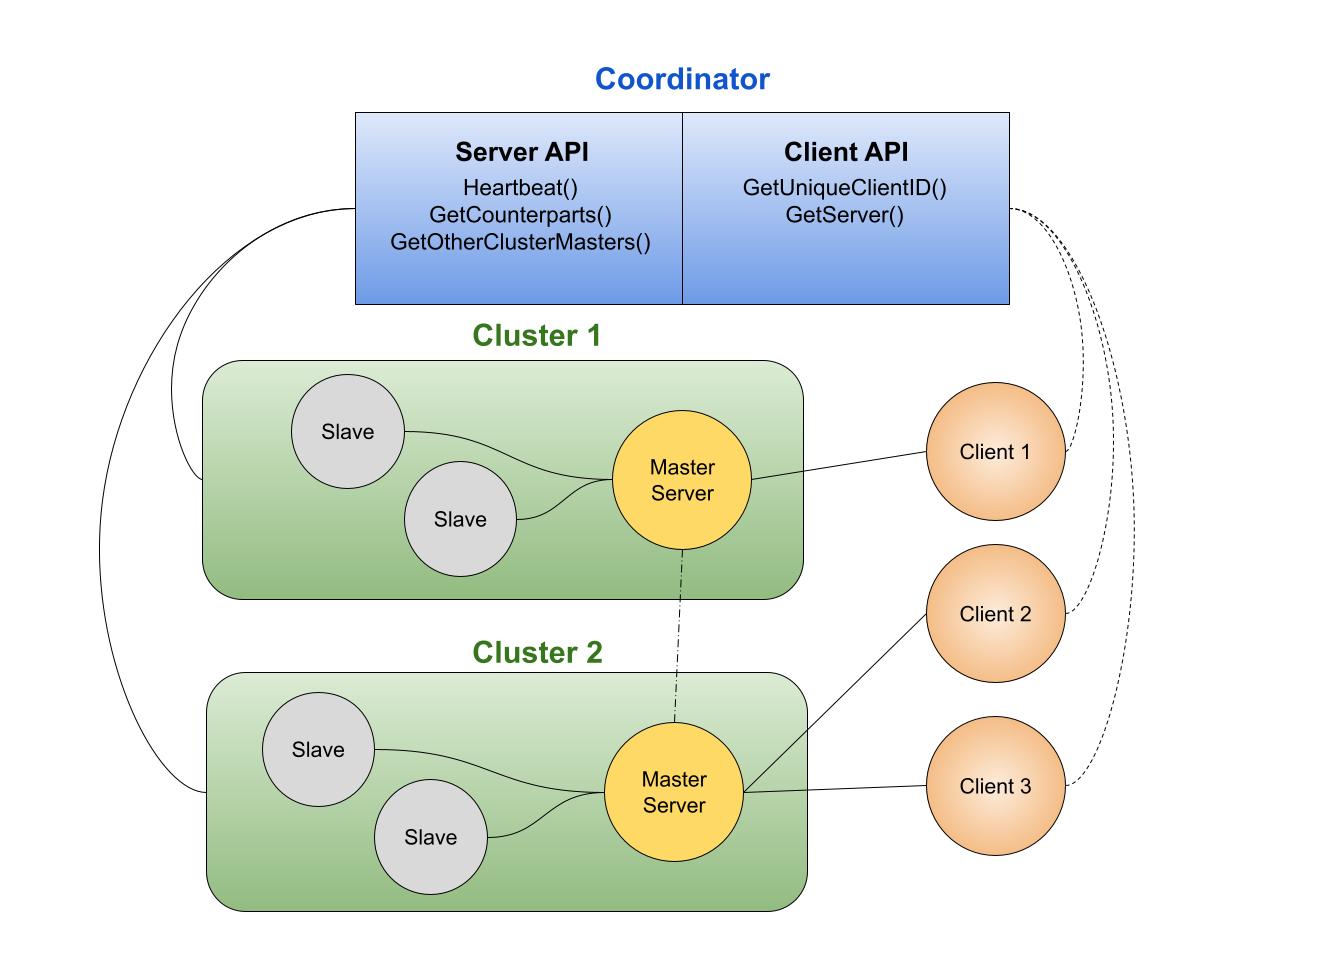 Coordinator
Server API
Heartbeat()
GetCounterparts()
GetOtherClusterMasters()
Client API
GetUniqueClientID()
GetServer()
Cluster 1
Slave
Slave
Master
Server
Client 1
Client 2
Cluster 2
Slave
Slave
Master
Server
Client 3